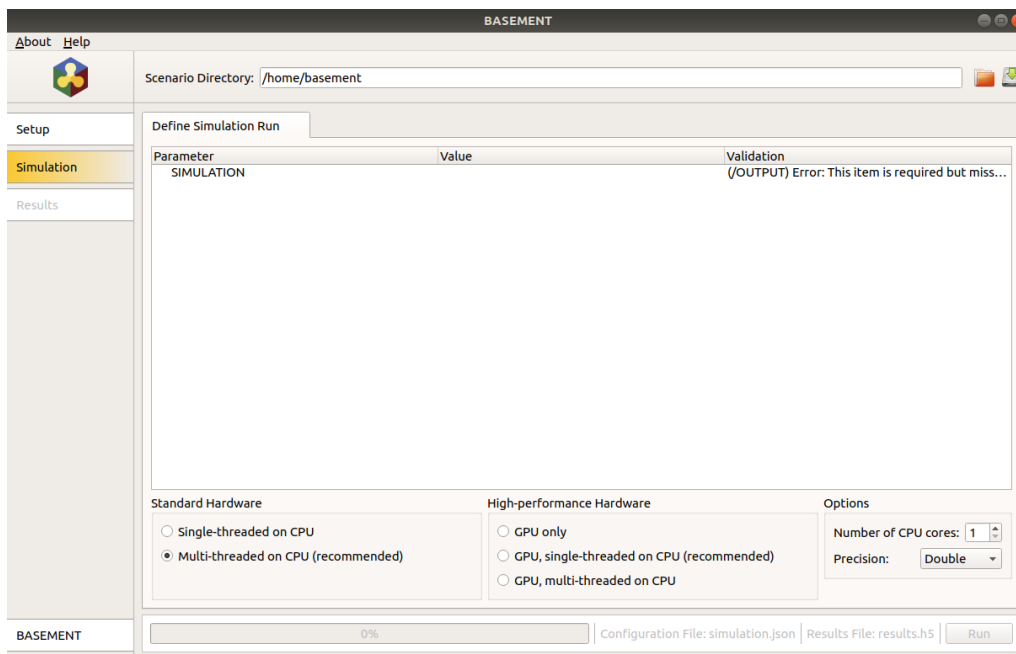 BASEMENT
About Help
Scenario Directory: /home/basement
Setup
Simulation
Results
Define Simulation Run
Parameter Value Validation
SIMULATION (/OUTPUT) Error: This item is required but miss...
Standard Hardware High-performance Hardware Options
Single-threaded on CPU GPU only Number of CPU cores: 1
Multi-threaded on CPU (recommended) GPU, single-threaded on CPU (recommended) Precision: Double
GPU, multi-threaded on CPU
BASEMENT 0% Configuration File: simulation.json Results File: results.h5 Run